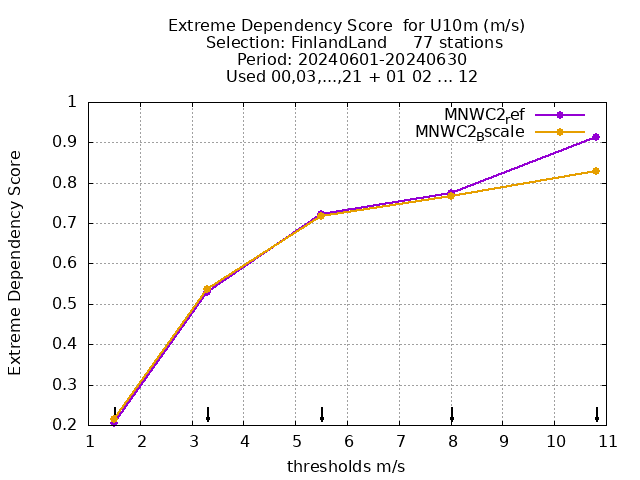 Extreme Dependency Score  for U10m (m/s)
Selection: FinlandLand     77 stations
Period: 20240601-20240630
Used 00,03,...,21 + 01 02 ... 12
MNWC2ref
MNWC2Bscale
Extreme Dependency Score
1
0.9
0.8
0.7
0.6
0.5
0.4
0.3
0.2
1 2 3 4 5 6 7 8 9 10 11
thresholds m/s